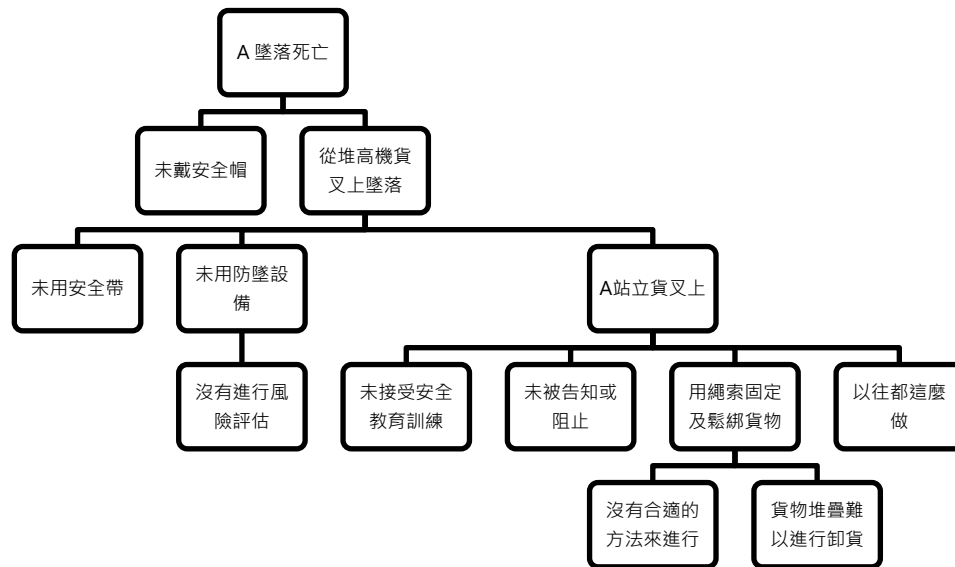 A 墜落死亡
未戴安全帽
從堆高機貨
叉上墜落
未用安全帶
未用防墜設
備
A站立貨叉上
沒有進行風
險評估
未接受安全
教育訓練
未被告知或
阻止
用繩索固定
及鬆綁貨物
以往都這麼
做
沒有合適的
方法來進行
貨物堆疊難
以進行卸貨